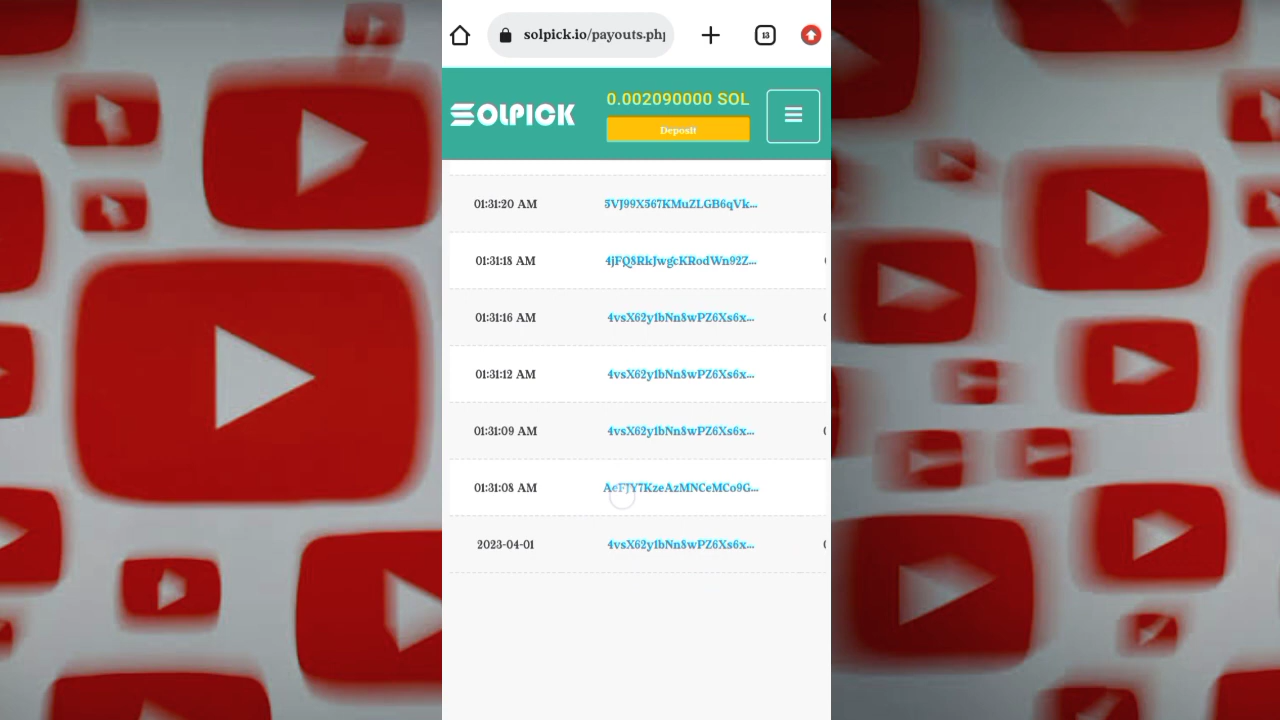 solpick.io/payouts.ph
13
SOLPICK
0.002090000 SOL
Deposit
01:31:20 AM 5VJ99X567KMuZLGB6qVk...
01:31:18 AM 4jFQ8RkJwgcKRodWn92Z...
01:31:16 AM 4vsX62y1bNn8wPZ6Xs6x...
01:31:12 AM 4vsX62y1bNn8wPZ6Xs6x...
01:31:09 AM 4vsX62y1bNn8wPZ6Xs6x...
01:31:08 AM AeFJY7KzeAzMNCeMCo9G...
2023-04-01 4vsX62y1bNn8wPZ6Xs6x...